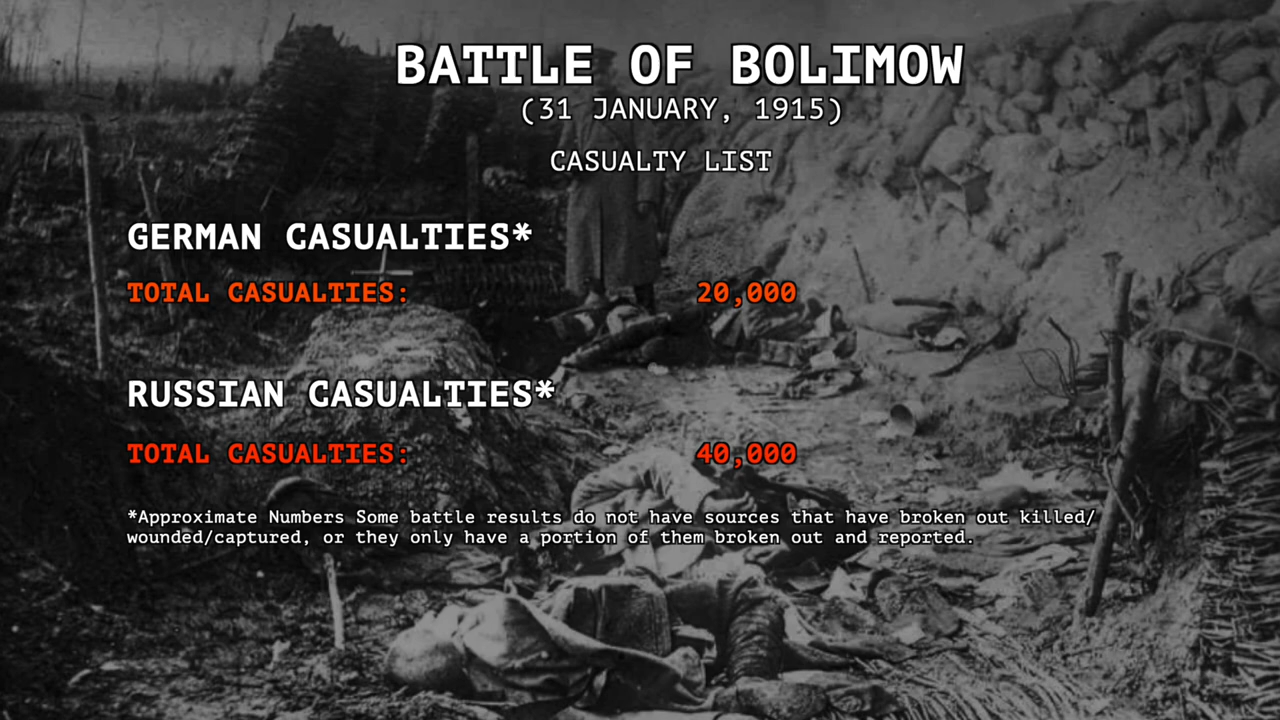 BATTLE OF BOLIMOW
(31 JANUARY, 1915)
CASUALTY LIST
GERMAN CASUALTIES*
TOTAL CASUALTIES: 20,000
RUSSIAN CASUALTIES*
TOTAL CASUALTIES: 40,000
*Approximate Numbers Some battle results do not have sources that have broken out killed/
wounded/captured, or they only have a portion of them broken out and reported.